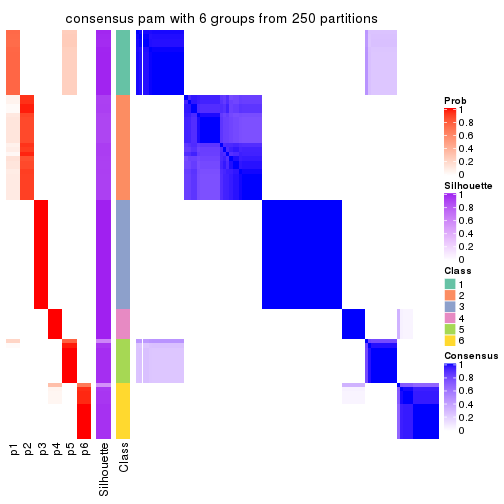 consensus pam with 6 groups from 250 partitions
Prob
1
0.8
0.6
0.4
0.2
0
Silhouette
1
0.8
0.6
0.4
0.2
0
Class
1
2
3
4
5
6
Consensus
1
0.8
0.6
0.4
0.2
0
p1
p2
p3
p4
p5
p6
Silhouette
Class